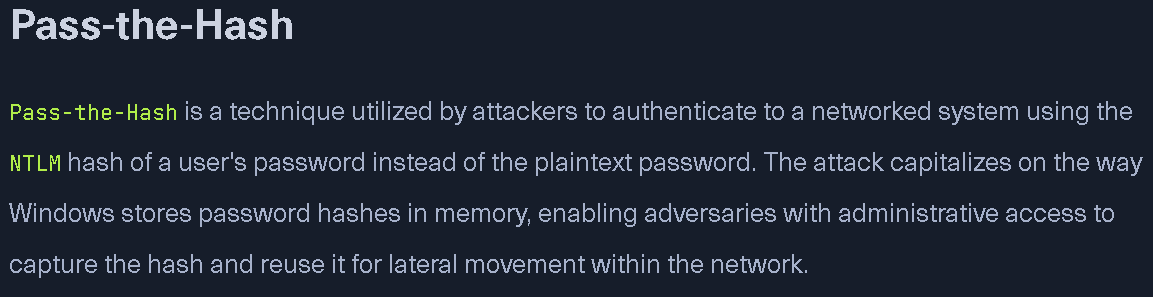 Pass-the-Hash
Pass-the-Hash is a technique utilized by attackers to authenticate to a networked system using the
NTLM hash of a user's password instead of the plaintext password. The attack capitalizes on the way
Windows stores password hashes in memory, enabling adversaries with administrative access to
capture the hash and reuse it for lateral movement within the network.